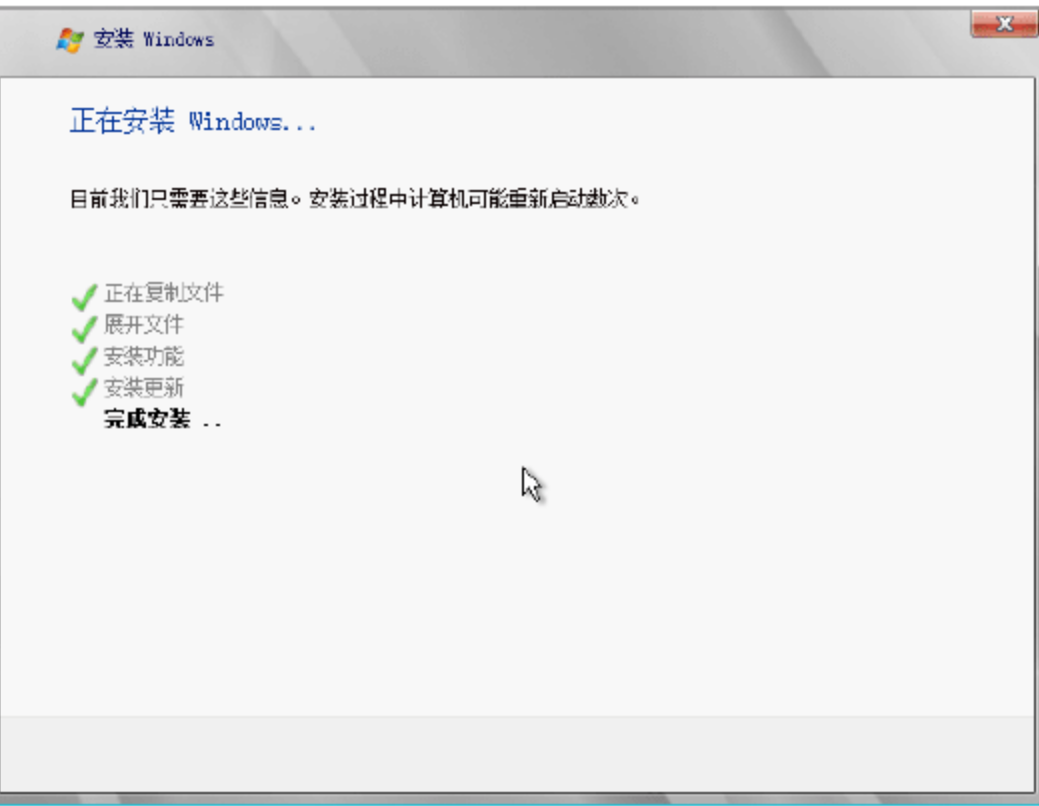 安装 Windows
正在安装 Windows...
目前我们只需要这些信息。安装过程中计算机可能重新启动数次。
正在复制文件
展开文件
安装功能
安装更新
完成安装 ..